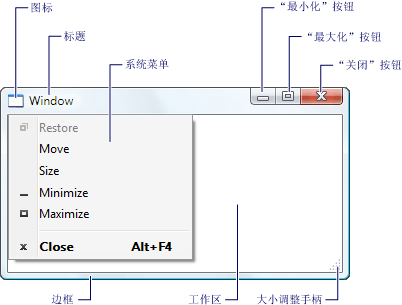 图标
“最小化”按钮
标题
“最大化”按钮
系统菜单
“关闭”按钮
Window
Restore
Move
Size
Minimize
Maximize
Close Alt+F4
边框
工作区
大小调整手柄